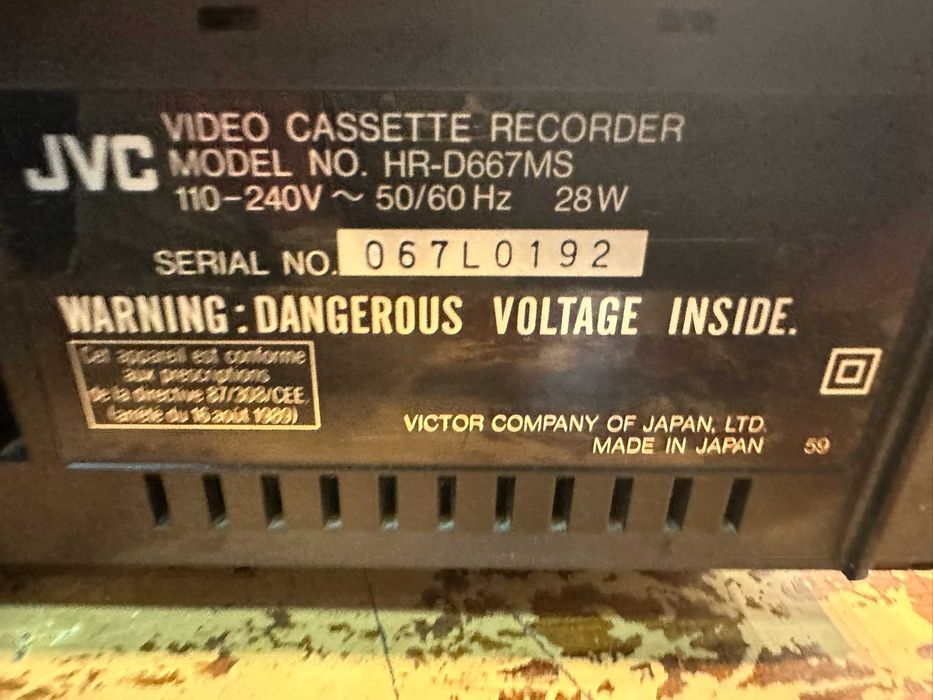 JVC
VIDEO CASSETTE RECORDER
MODEL NO. HR-D667MS
110-240V ~ 50/60 Hz 28W
SERIAL NO. 067L0192
WARNING: DANGEROUS VOLTAGE INSIDE.
Cet appareil est conforme
aux prescriptions
de la directive 87/308/CEE
(arrêté du 16 août 1989)
VICTOR COMPANY OF JAPAN, LTD.
MADE IN JAPAN 59